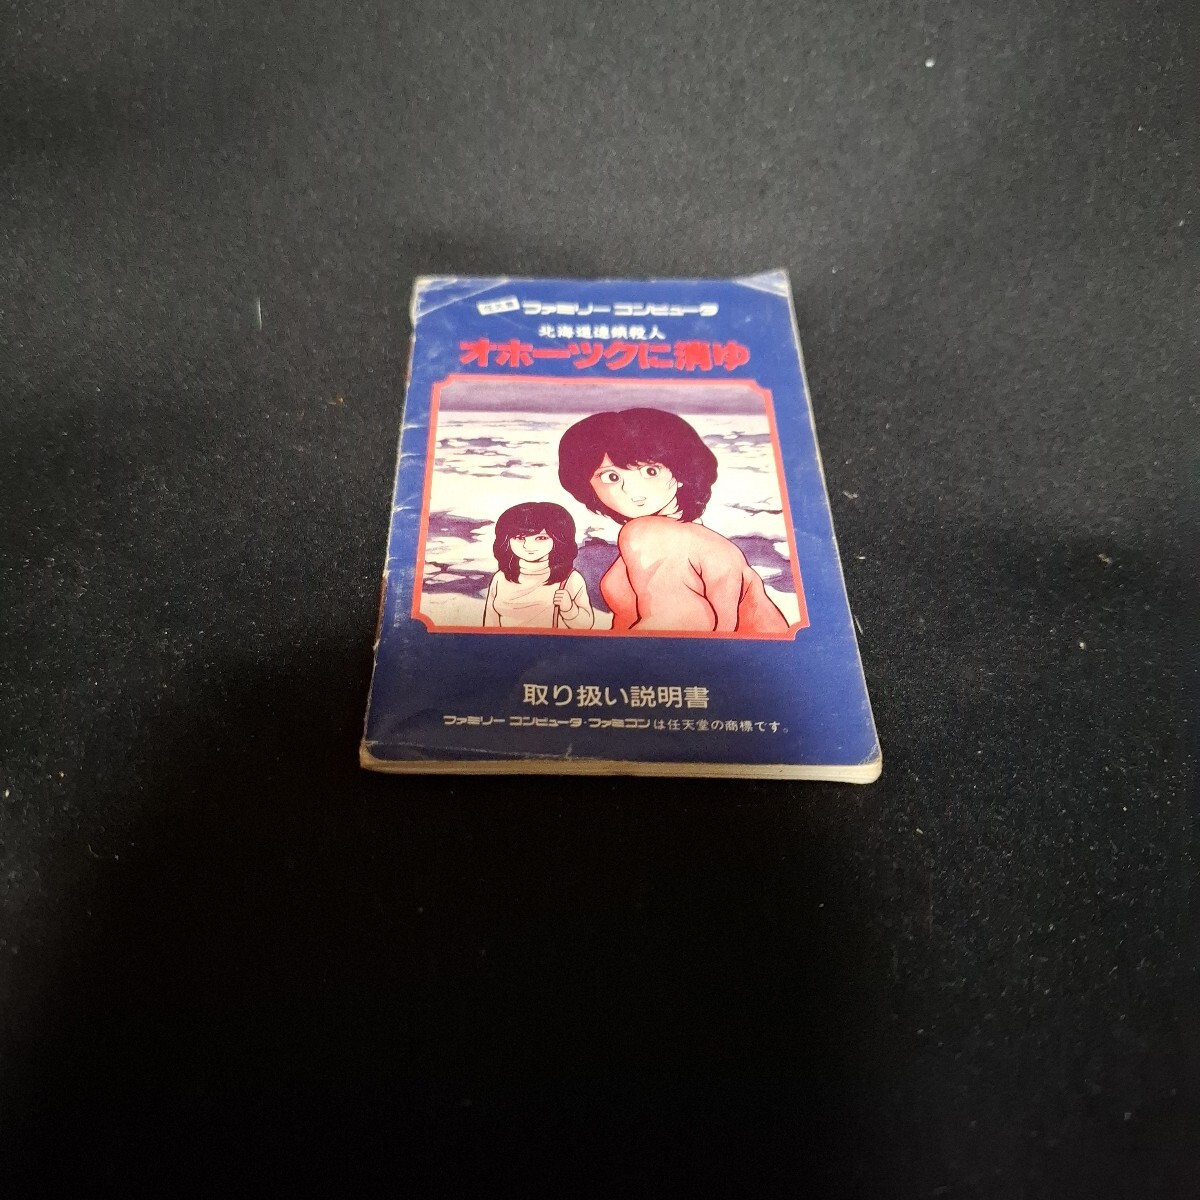 ファミリー コンピュータ
北海道連鎖殺人
オホーツクに消ゆ
取り扱い説明書
ファミリー コンピュータ・ファミコンは任天堂の商標です。